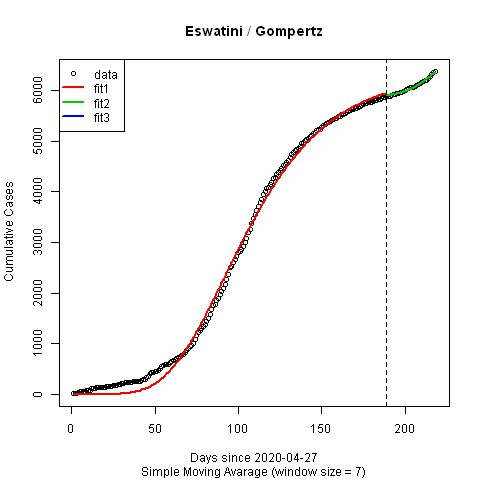 Eswatini / Gompertz
data
fit1
fit2
fit3
Cumulative Cases
0
1000
2000
3000
4000
5000
6000
0
50
100
150
200
Days since 2020-04-27
Simple Moving Avarage (window size = 7)